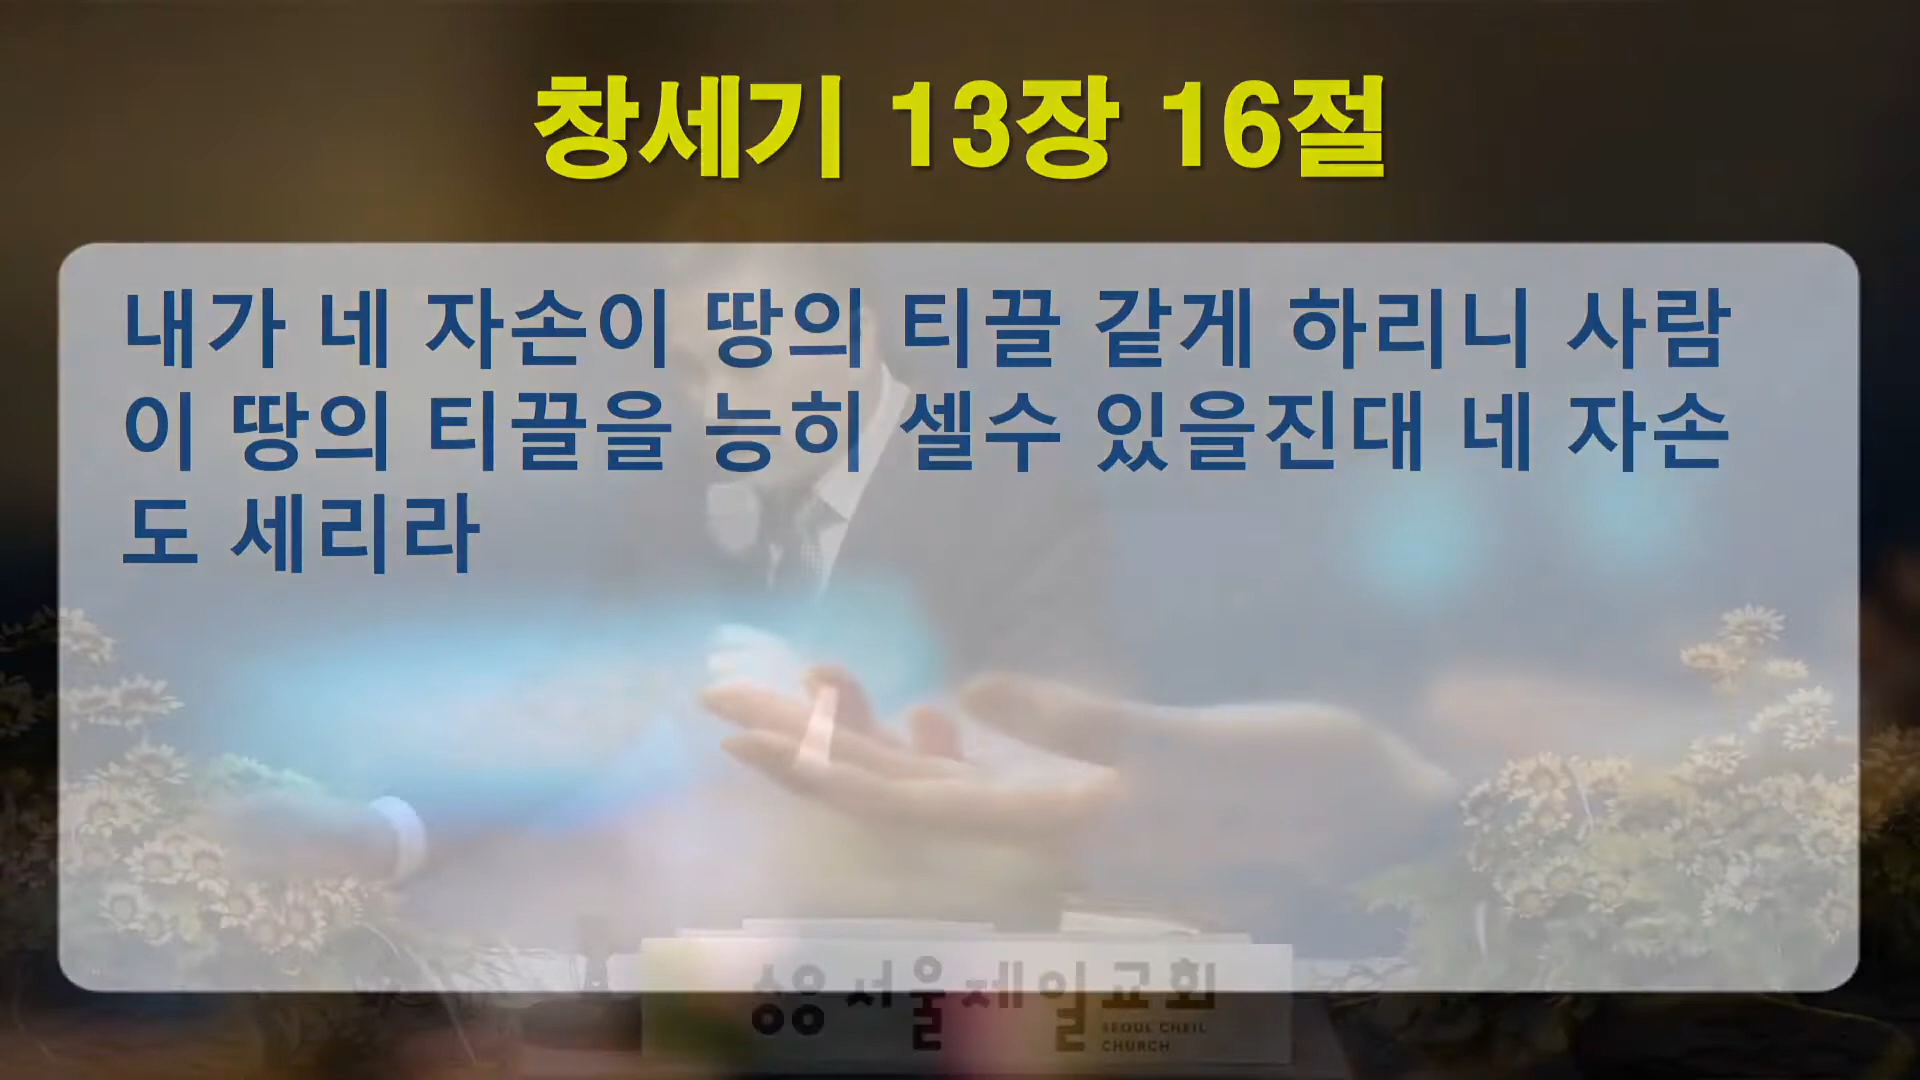 창세기 13장 16절
내가 네 자손이 땅의 티끌 같게 하리니 사람
이 땅의 티끌을 능히 셀수 있을진대 네 자손
도 세리라
서울제일교회
SEOUL CHEIL
CHURCH